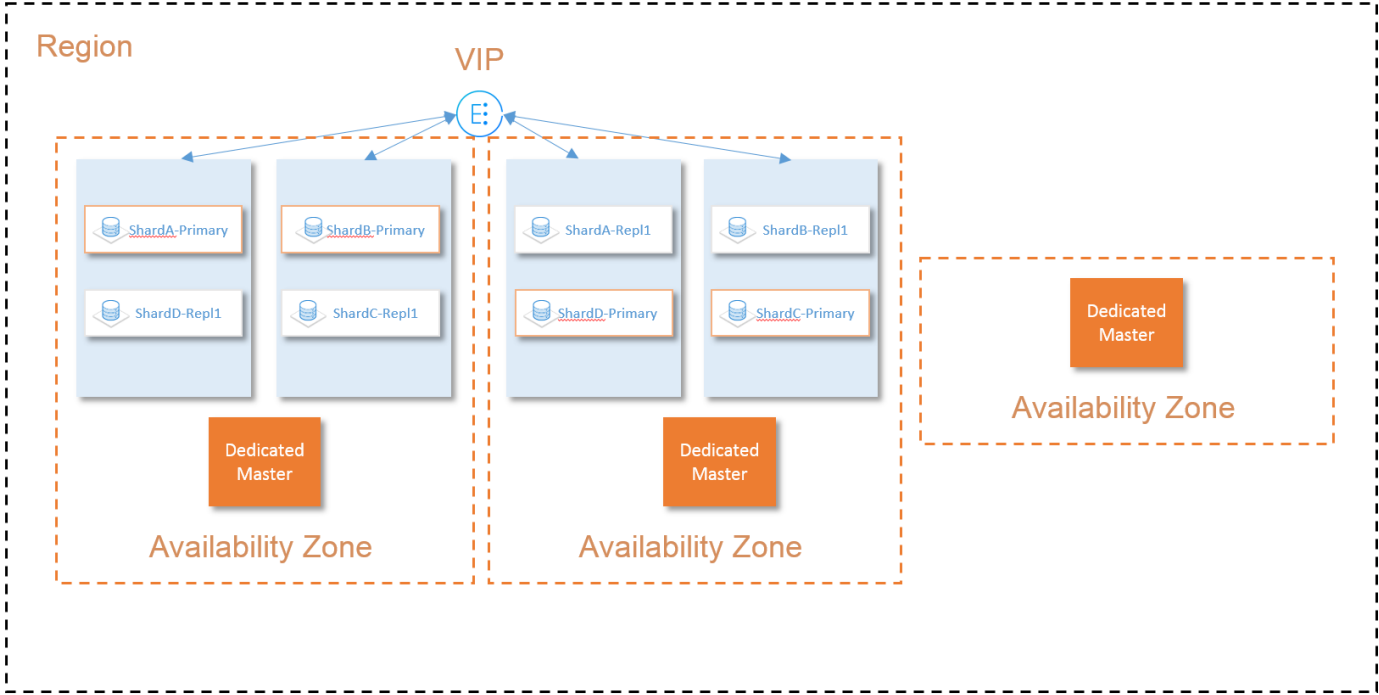 Region
VIP
E:
ShardA-Primary
ShardB-Primary
ShardA-Repl1
ShardB-Repl1
ShardD-Repl1
ShardC-Repl1
ShardD-Primary
ShardC-Primary
Dedicated
Master
Availability Zone
Dedicated
Master
Availability Zone
Dedicated
Master
Availability Zone